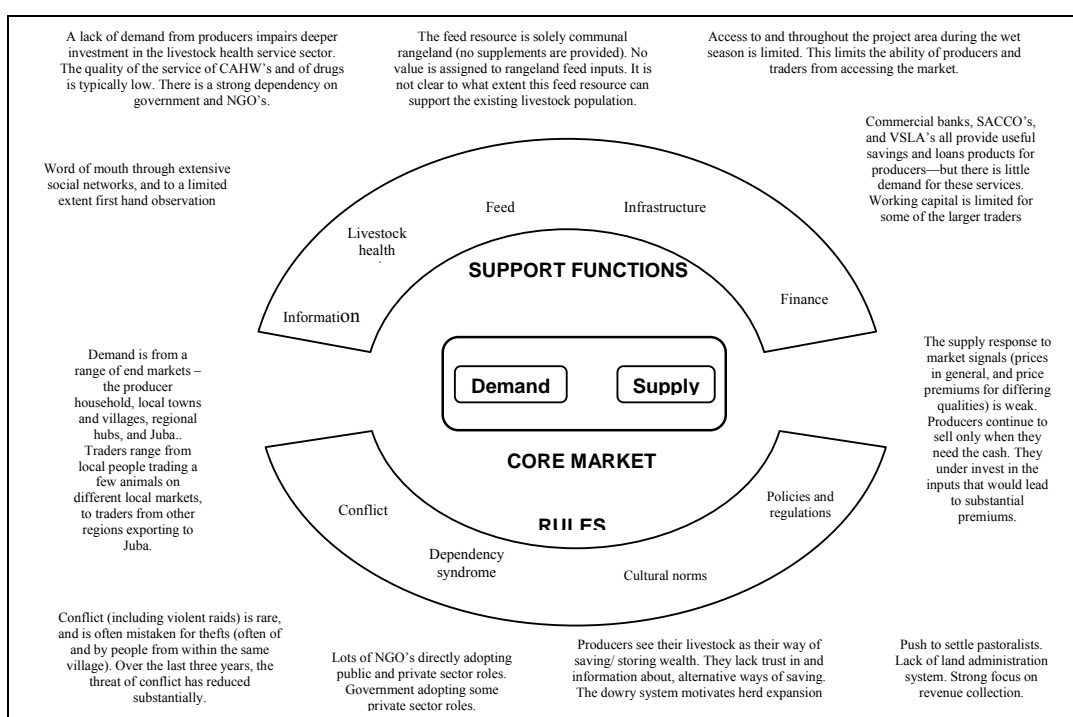 A lack of demand from producers impairs deeper
investment in the livestock health service sector.
The quality of the service of CAHW's and of drugs
is typically low. There is a strong dependency on
government and NGO's.
The feed resource is solely communal
rangeland (no supplements are provided). No
value is assigned to rangeland feed inputs. It is
not clear to what extent this feed resource can
support the existing livestock population.
Access to and throughout the project area during the wet
season is limited. This limits the ability of producers and
traders from accessing the market.
Word of mouth through extensive
social networks, and to a limited
extent first hand observation
Commercial banks, SACCO's,
and VSLA's all provide useful
savings and loans products for
producers—but there is little
demand for these services.
Working capital is limited for
some of the larger traders
Information
Livestock
health
Feed
Infrastructure
Finance
SUPPORT FUNCTIONS
Demand
Supply
CORE MARKET
RULES
Demand is from a
range of end markets –
the producer
household, local towns
and villages, regional
hubs, and Juba..
Traders range from
local people trading a
few animals on
different local markets,
to traders from other
regions exporting to
Juba.
The supply response to
market signals (prices
in general, and price
premiums for differing
qualities) is weak.
Producers continue to
sell only when they
need the cash. They
under invest in the
inputs that would lead
to substantial
premiums.
Conflict
Dependency
syndrome
Cultural norms
Policies and
regulations
Conflict (including violent raids) is rare,
and is often mistaken for thefts (often of
and by people from within the same
village). Over the last three years, the
threat of conflict has reduced
substantially.
Lots of NGO's directly adopting
public and private sector roles.
Government adopting some
private sector roles.
Producers see their livestock as their way of
saving/ storing wealth. They lack trust in and
information about, alternative ways of saving.
The dowry system motivates herd expansion
Push to settle pastoralists.
Lack of land administration
system. Strong focus on
revenue collection.